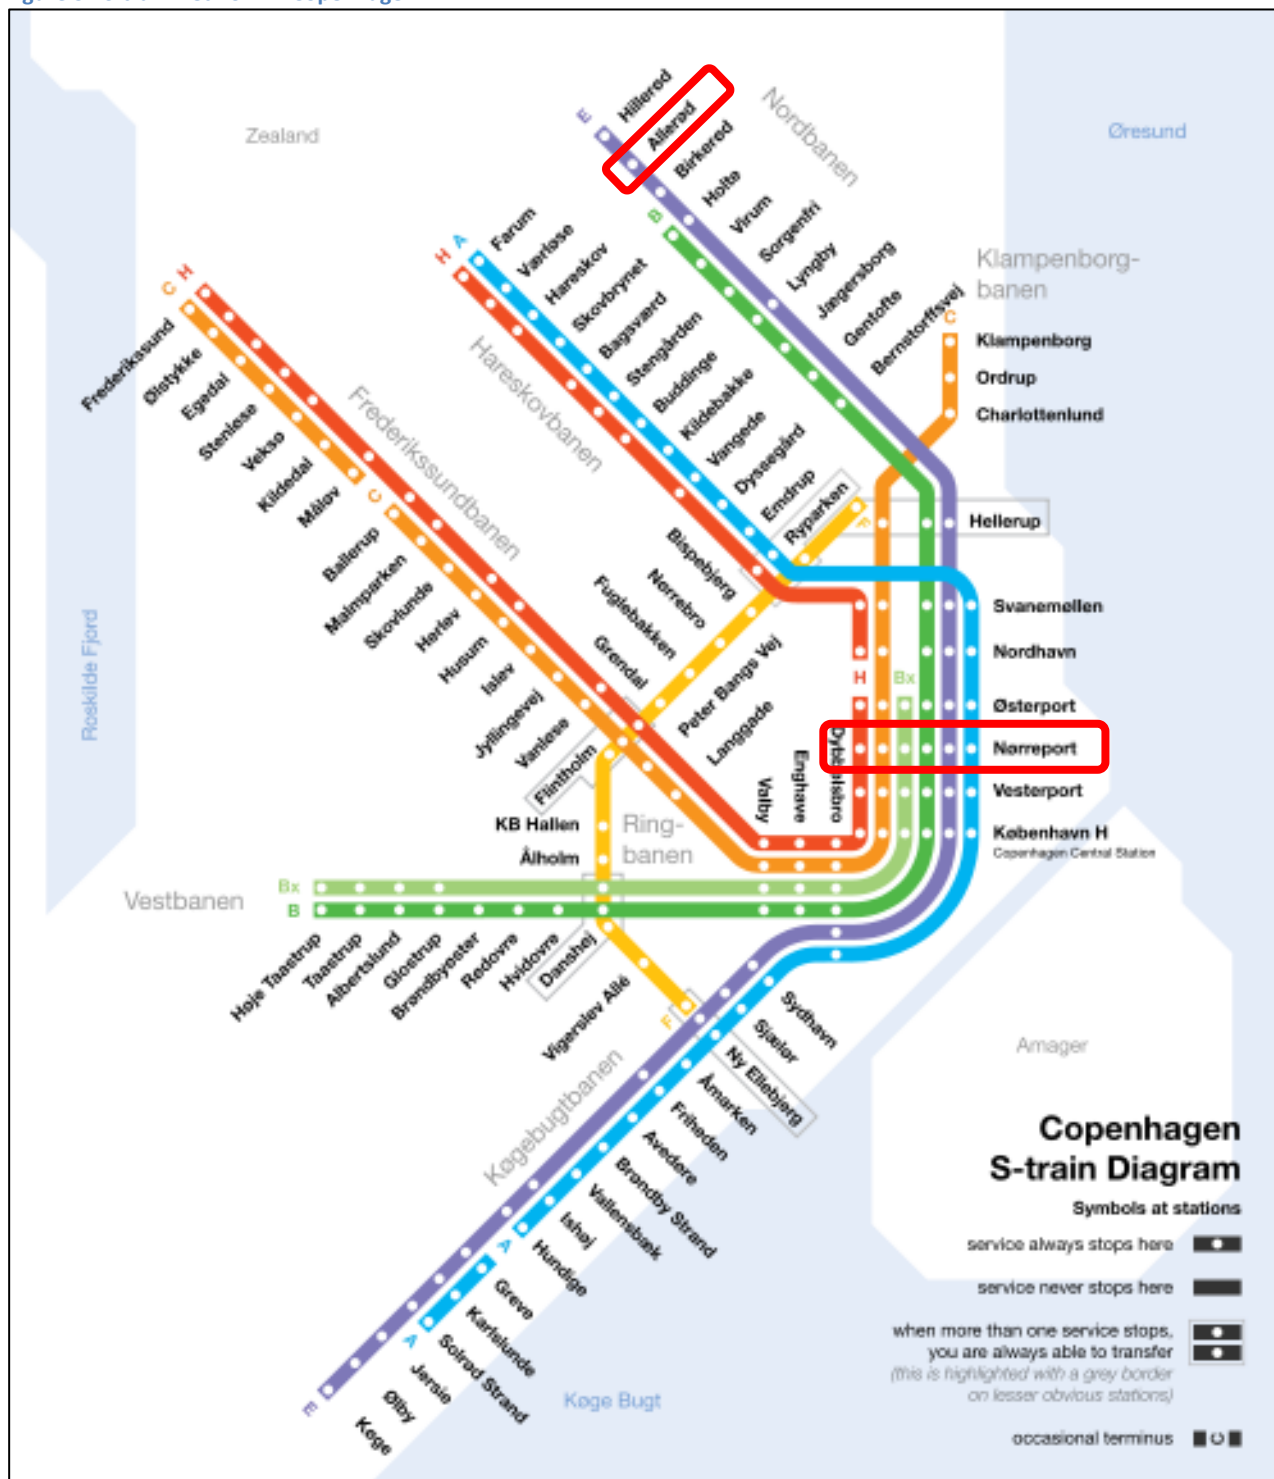 Zealand
Nordbanen
Øresund
E
Hillerød
Allerød
Birkerød
Holte
Virum
Sorgenfri
Lyngby
Jægersborg
Gentofte
Bernstorffsvej
B
Klampenborg-
banen
C
Klampenborg
Ordrup
Charlottenlund
H
A
Farum
Værløse
Hareskov
Skovbrynet
Bagsværd
Stengården
Buddinge
Kildebakke
Vangede
Dyssegård
Emdrup
Ryparken
Hareskovbanen
C
H
Frederikssund
Ølstykke
Egedal
Stenløse
Veksø
Kildedal
Måløv
C
Ballerup
Malmparken
Skovlunde
Herlev
Husum
Islev
Jyllingevej
Vanløse
Flintholm
Frederikssundbanen
Bispebjerg
Nørrebro
Fuglebakken
Grøndal
F
Hellerup
Svanemøllen
Nordhavn
H
Bx
Østerport
Nørreport
Vesterport
København H
Copenhagen Central Station
Peter Bangs Vej
Langgade
Valby
Enghave
Dybbølsbro
KB Hallen
Ålholm
Ring-
banen
Roskilde Fjord
Vestbanen
Bx
B
Høje Taastrup
Taastrup
Albertslund
Glostrup
Brøndbyøster
Rødovre
Hvidovre
Danshøj
Vigerslev Allé
F
Køgebugtbanen
Sydhavn
Sjælør
Ny Ellebjerg
Åmarken
Friheden
Avedøre
Brøndby Strand
Vallensbæk
Ishøj
Hundige
A
Greve
Karlslunde
Solrød Strand
Jersie
Ølby
Køge
A
E
Køge Bugt
Amager
Copenhagen
S-train Diagram
Symbols at stations
service always stops here
service never stops here
when more than one service stops,
you are always able to transfer
(this is highlighted with a grey border
on lesser obvious stations)
occasional terminus
C